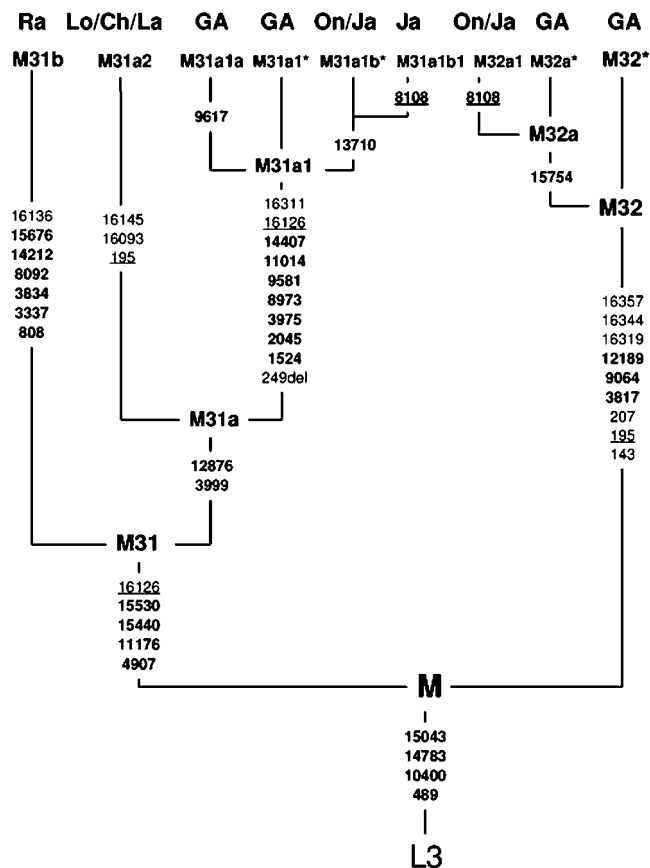 Ra Lo/Ch/La GA GA On/Ja Ja On/Ja GA GA
M31b M31a2 M31a1a M31a1* M31a1b* M31a1b1 M32a1 M32a* M32*
8108 8108
9617
M32a
13710
M31a1
15754
16311
M32
16136 16145 16126
15676 16093 14407
14212 195 11014
8092 9581
3834 8973
3337 3975
808 2045
1524
249del
16357
16344
16319
12189
9064
3817
207
195
143
M31a
12876
3999
M31
16126
15530
15440
11176
4907
M
15043
14783
10400
489
L3